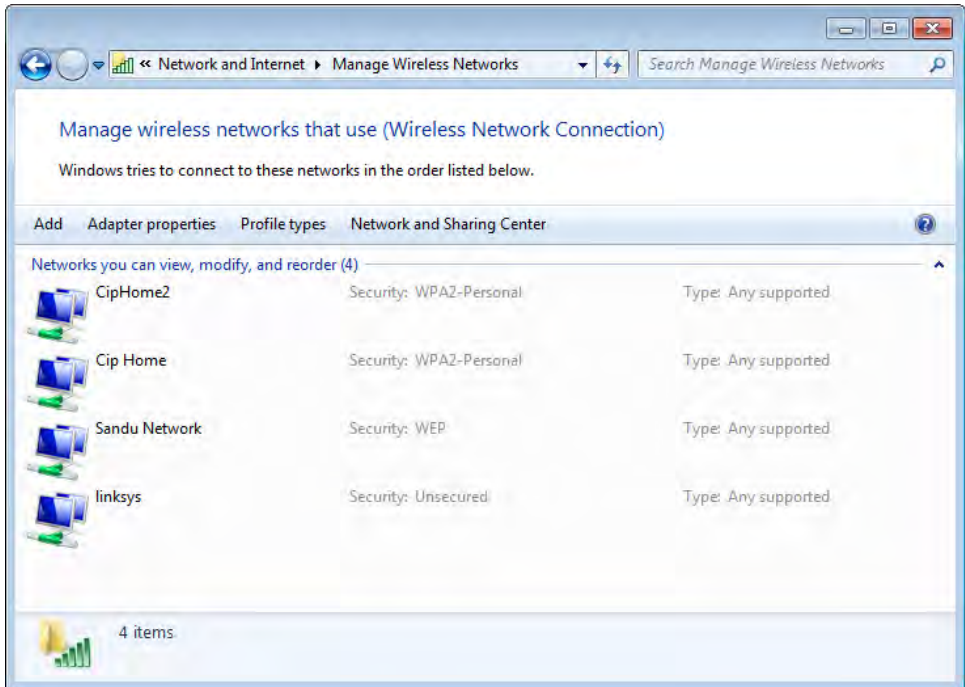 « Network and Internet ▸ Manage Wireless Networks Search Manage Wireless Networks
Manage wireless networks that use (Wireless Network Connection)
Windows tries to connect to these networks in the order listed below.
Add Adapter properties Profile types Network and Sharing Center
Networks you can view, modify, and reorder (4)
CipHome2 Security: WPA2-Personal Type: Any supported
Cip Home Security: WPA2-Personal Type: Any supported
Sandu Network Security: WEP Type: Any supported
linksys Security: Unsecured Type: Any supported
4 items